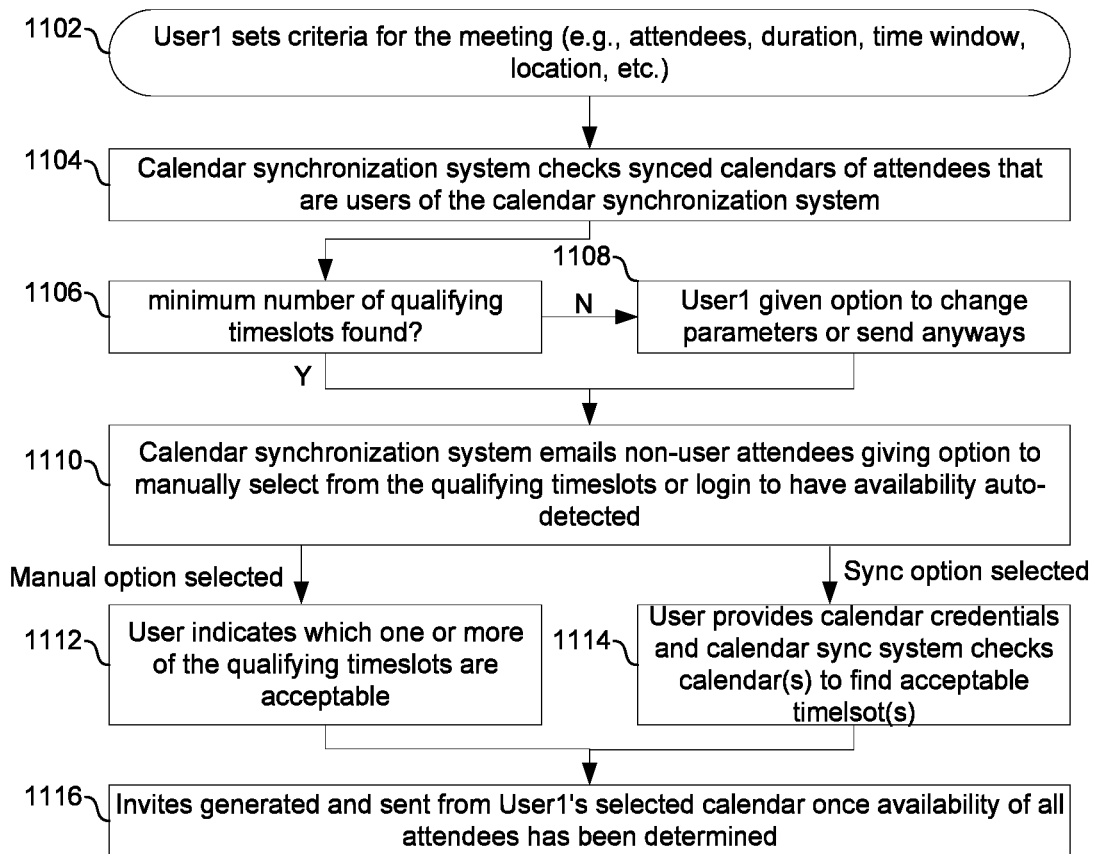 1102
User1 sets criteria for the meeting (e.g., attendees, duration, time window,
location, etc.)
1104
Calendar synchronization system checks synced calendars of attendees that
are users of the calendar synchronization system
1106
minimum number of qualifying
timeslots found?
N
Y
1108
User1 given option to change
parameters or send anyways
1110
Calendar synchronization system emails non-user attendees giving option to
manually select from the qualifying timeslots or login to have availability auto-
detected
Manual option selected
Sync option selected
1112
User indicates which one or more
of the qualifying timeslots are
acceptable
1114
User provides calendar credentials
and calendar sync system checks
calendar(s) to find acceptable
timelsot(s)
1116
Invites generated and sent from User1's selected calendar once availability of all
attendees has been determined